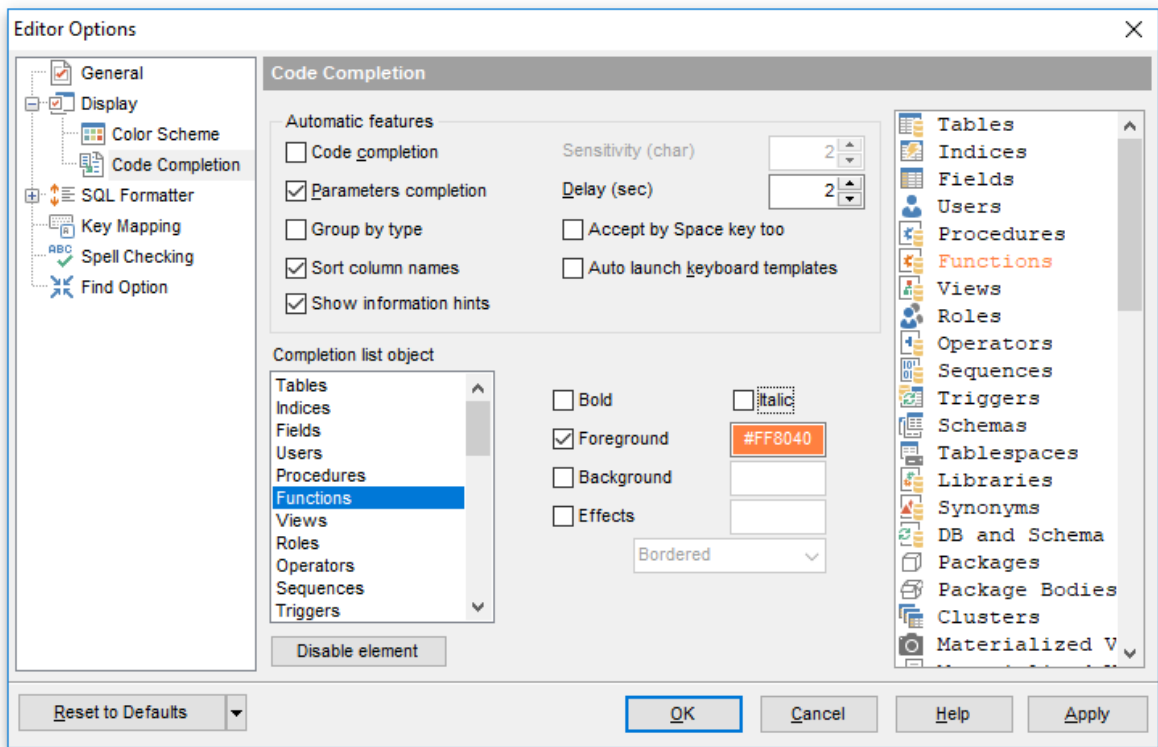 Editor Options
General
Display
Color Scheme
Code Completion
SQL Formatter
Key Mapping
ABC
Spell Checking
Find Option
Code Completion
Automatic features
Code completion
Sensitivity (char)
2
Parameters completion
Delay (sec)
2
Group by type
Accept by Space key too
Sort column names
Auto launch keyboard templates
Show information hints
Completion list object
Tables
Indices
Fields
Users
Procedures
Functions
Views
Roles
Operators
Sequences
Triggers
Disable element
Bold
Italic
Foreground
#FF8040
Background
Effects
Bordered
Tables
Indices
Fields
Users
Procedures
Functions
Views
Roles
Operators
Sequences
Triggers
Schemas
Tablespaces
Libraries
Synonyms
DB and Schema
Packages
Package Bodies
Clusters
Materialized V
Reset to Defaults
OK
Cancel
Help
Apply